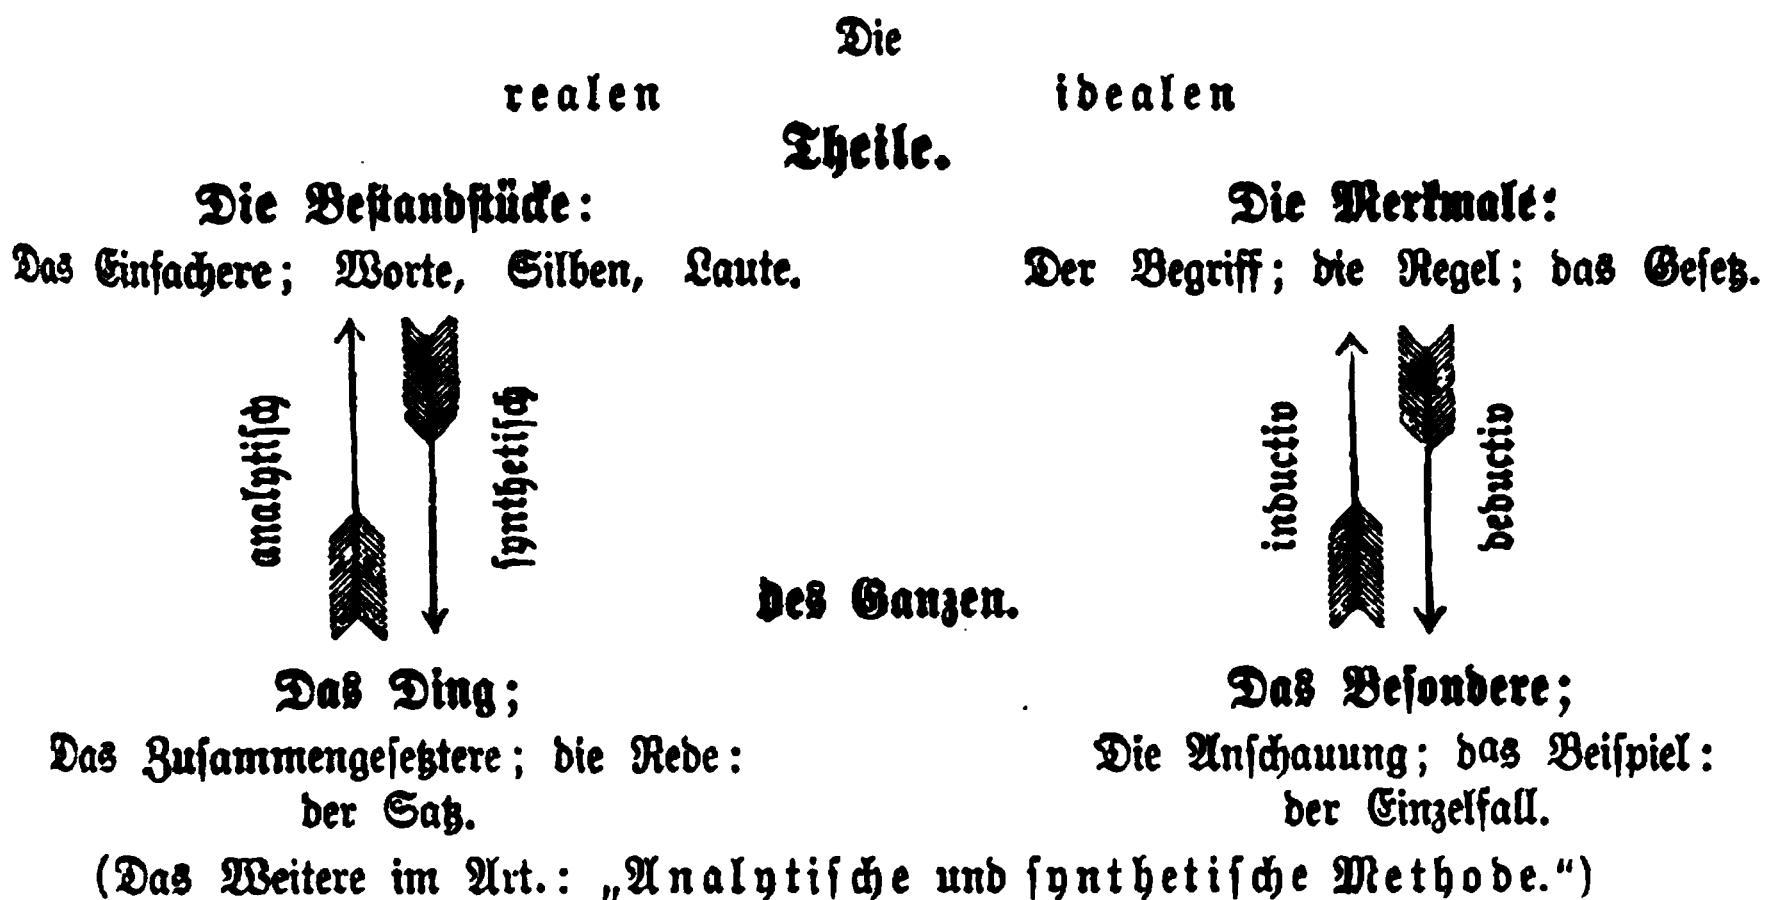 Die
realen idealen
Theile.
Die Bestandstücke: Die Merkmale:
Das Einfachere; Worte, Silben, Laute. Der Begriff; die Regel; das Gesetz.
analytisch synthetisch inductiv deductiv
des Ganzen.
Das Ding; Das Besondere;
Das Zusammengesetztere; die Rede: Die Anschauung; das Beispiel:
der Satz. der Einzelfall.
(Das Weitere im Art.: „Analytische und synthetische Methode.“)